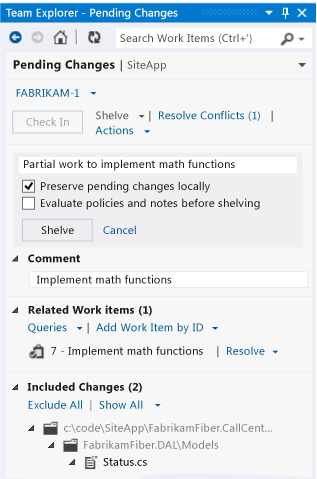 Team Explorer - Pending Changes
Search Work Items (Ctrl+')
Pending Changes | SiteApp
FABRIKAM-1
Check In
Shelve | Resolve Conflicts (1) |
Actions
Partial work to implement math functions
Preserve pending changes locally
Evaluate policies and notes before shelving
Shelve Cancel
Comment
Implement math functions
Related Work items (1)
Queries | Add Work Item by ID |
7 - Implement math functions | Resolve
Included Changes (2)
Exclude All | Show All
c:\code\SiteApp\FabrikamFiber.CallCent...
FabrikamFiber.DAL\Models
Status.cs